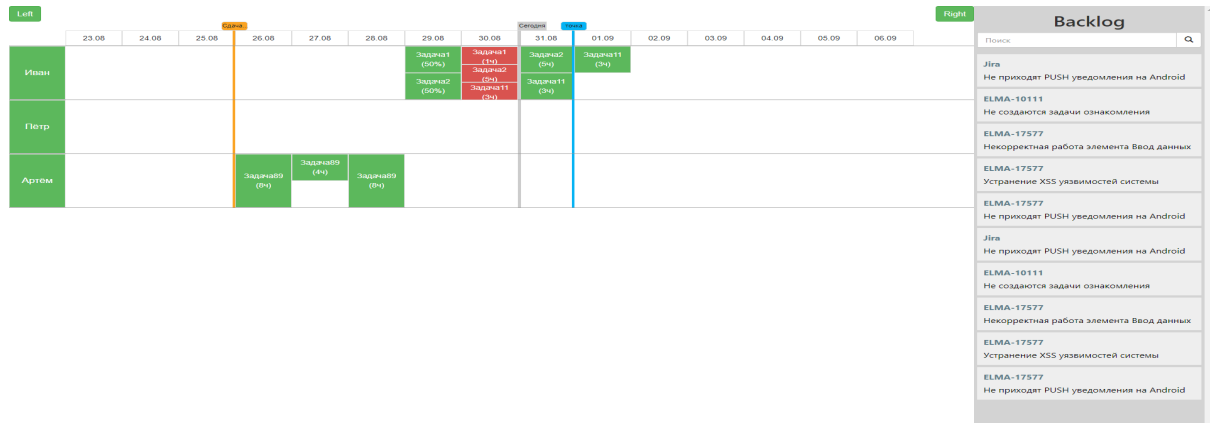 Left
Right
Сдача...
Сегодня
Точка
23.08 24.08 25.08 26.08 27.08 28.08 29.08 30.08 31.08 01.09 02.09 03.09 04.09 05.09 06.09
Иван
Задача1
(50%)
Задача2
(50%)
Задача1
(1ч)
Задача2
(5ч)
Задача11
(3ч)
Задача2
(5ч)
Задача11
(3ч)
Задача11
(3ч)
Пётр
Артём
Задача89
(8ч)
Задача89
(4ч)
Задача89
(8ч)
Backlog
Поиск
Jira
Не приходят PUSH уведомления на Android
ELMA-10111
Не создаются задачи ознакомления
ELMA-17577
Некорректная работа элемента Ввод данных
ELMA-17577
Устранение XSS уязвимостей системы
ELMA-17577
Не приходят PUSH уведомления на Android
Jira
Не приходят PUSH уведомления на Android
ELMA-10111
Не создаются задачи ознакомления
ELMA-17577
Некорректная работа элемента Ввод данных
ELMA-17577
Устранение XSS уязвимостей системы
ELMA-17577
Не приходят PUSH уведомления на Android